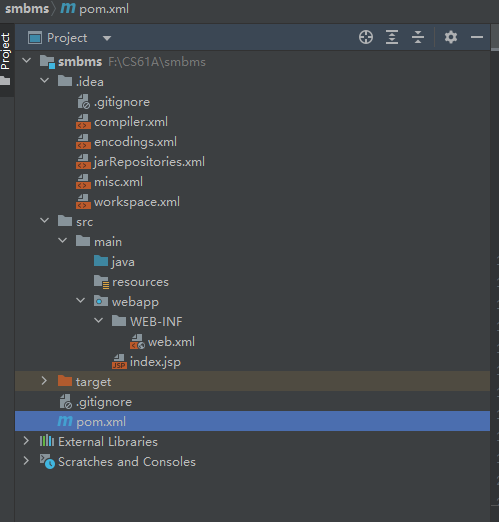 smbms > pom.xml
Project
Project
smbms F:\CS61A\smbms
.idea
.gitignore
compiler.xml
encodings.xml
jarRepositories.xml
misc.xml
workspace.xml
src
main
java
resources
webapp
WEB-INF
web.xml
index.jsp
target
.gitignore
pom.xml
External Libraries
Scratches and Consoles